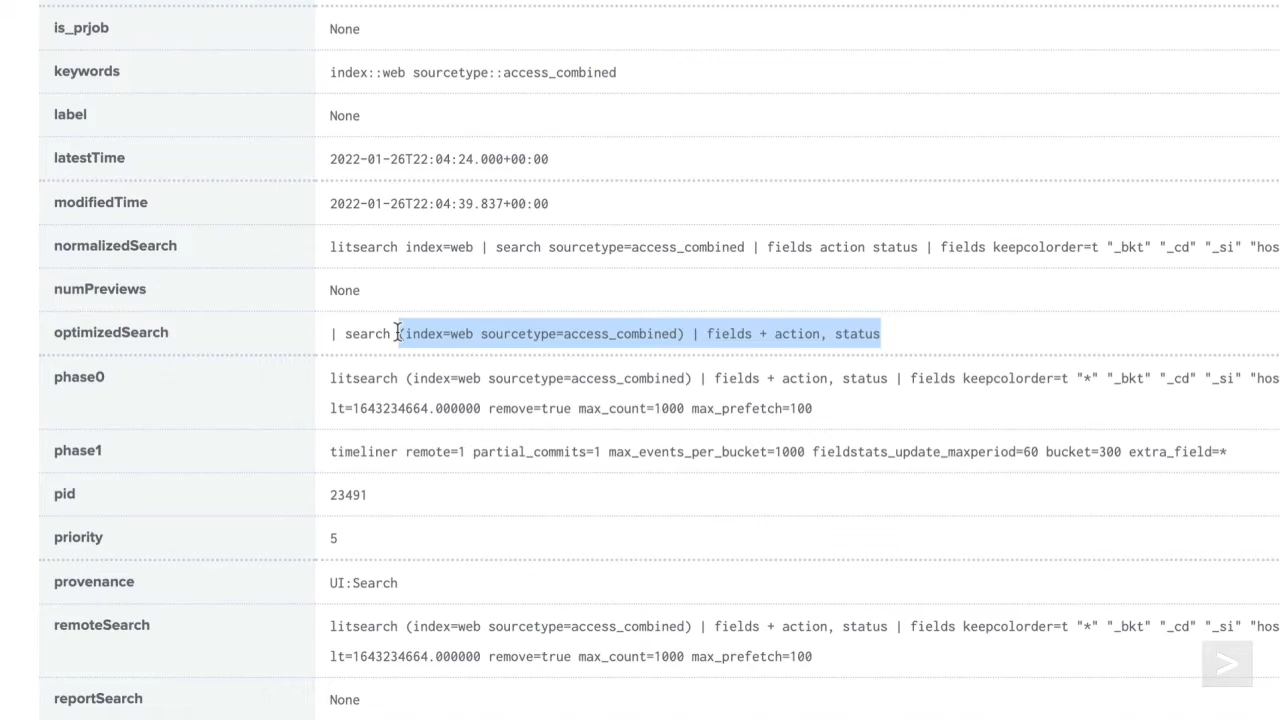 is_prjob None
keywords index::web sourcetype::access_combined
label None
latestTime 2022-01-26T22:04:24.000+00:00
modifiedTime 2022-01-26T22:04:39.837+00:00
normalizedSearch litsearch index=web | search sourcetype=access_combined | fields action status | fields keepcolorder=t "_bkt" "_cd" "_si" "hos
numPreviews None
optimizedSearch | search (index=web sourcetype=access_combined) | fields + action, status
phase0 litsearch (index=web sourcetype=access_combined) | fields + action, status | fields keepcolorder=t "*" "_bkt" "_cd" "_si" "hos
lt=1643234664.000000 remove=true max_count=1000 max_prefetch=100
phase1 timeliner remote=1 partial_commits=1 max_events_per_bucket=1000 fieldstats_update_maxperiod=60 bucket=300 extra_field=*
pid 23491
priority 5
provenance UI:Search
remoteSearch litsearch (index=web sourcetype=access_combined) | fields + action, status | fields keepcolorder=t "*" "_bkt" "_cd" "_si" "hos
lt=1643234664.000000 remove=true max_count=1000 max_prefetch=100
reportSearch None